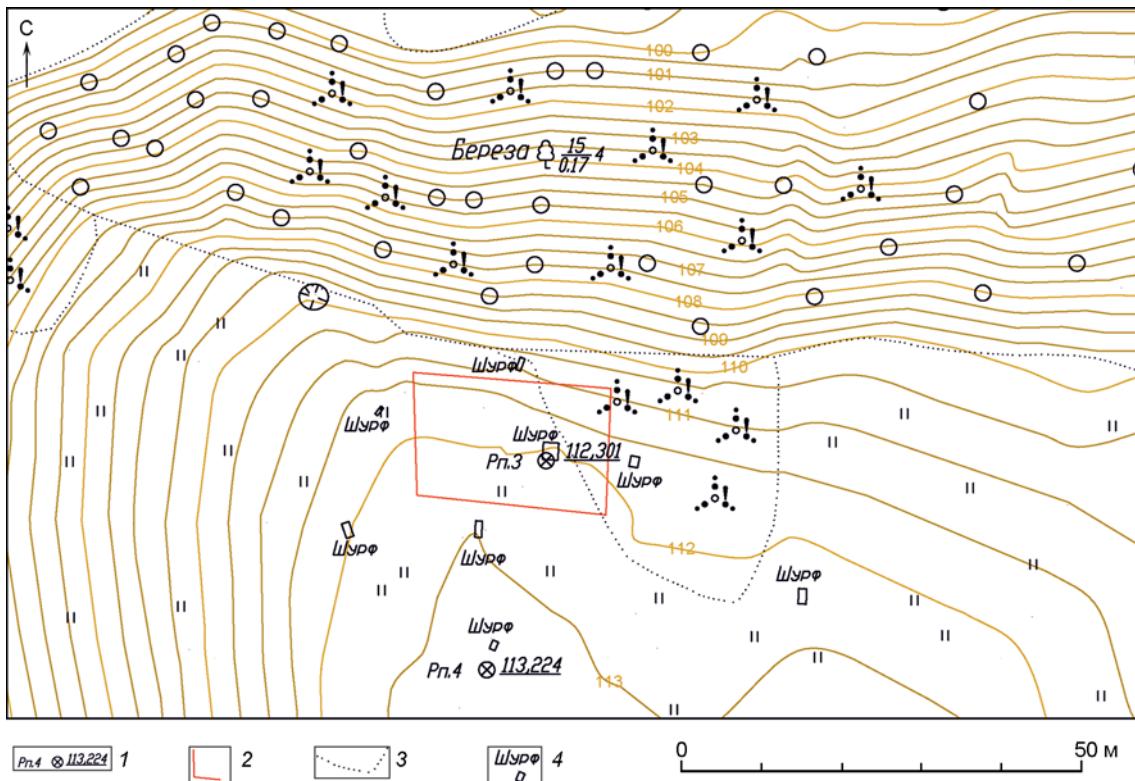 С
100
101
102
103
Береза 15 4
0.17
104
105
106
107
108
109
110
Шурф
111
Шурф
Шурф
Рп.3 112,301
Шурф
112
Шурф
Шурф
Шурф
Шурф
Рп.4 113,224
113
Рп.4 113,224 1
2
3
Шурф 4
0 50 м